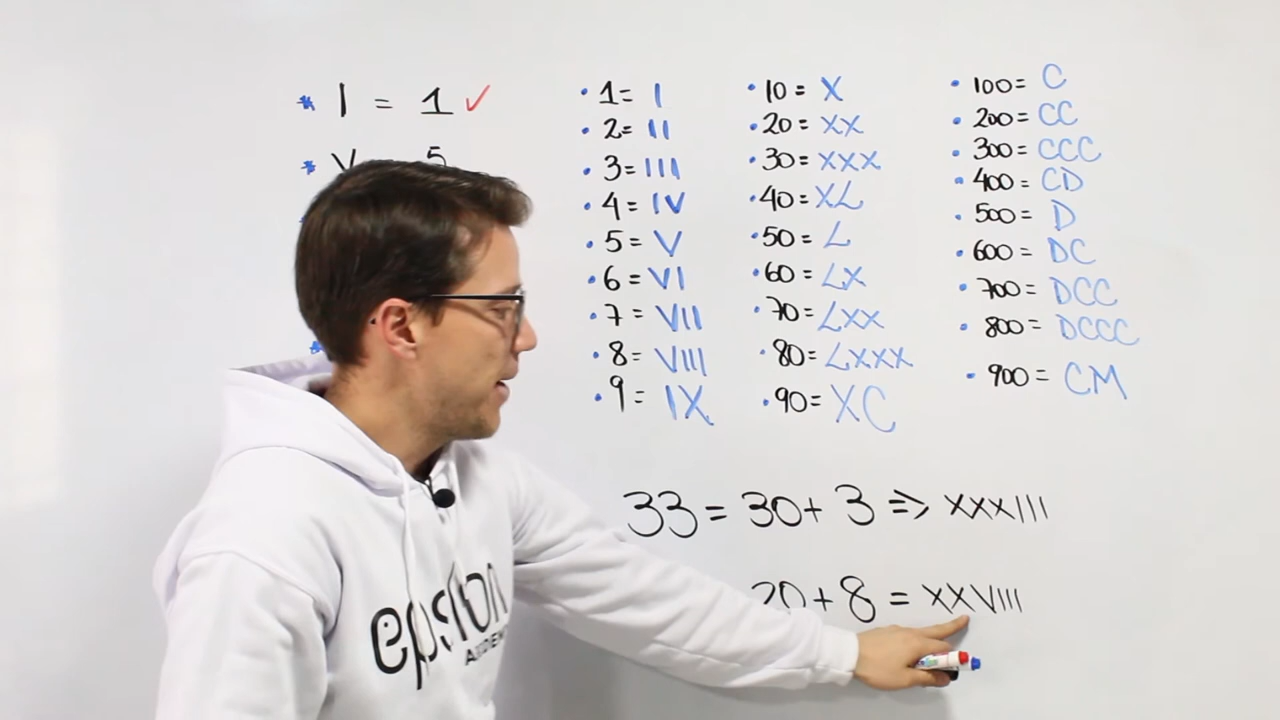 * I = 1 ✓
* V 5
• 1 = I
• 2 = II
• 3 = III
• 4 = IV
• 5 = V
• 6 = VI
• 7 = VII
• 8 = VIII
• 9 = IX
• 10 = X
• 20 = XX
• 30 = XXX
• 40 = XL
• 50 = L
• 60 = LX
• 70 = LXX
• 80 = LXXX
• 90 = XC
• 100 = C
• 200 = CC
• 300 = CCC
• 400 = CD
• 500 = D
• 600 = DC
• 700 = DCC
• 800 = DCCC
• 900 = CM
33 = 30 + 3 => XXXIII
20 + 8 = XXVIII
epsilon